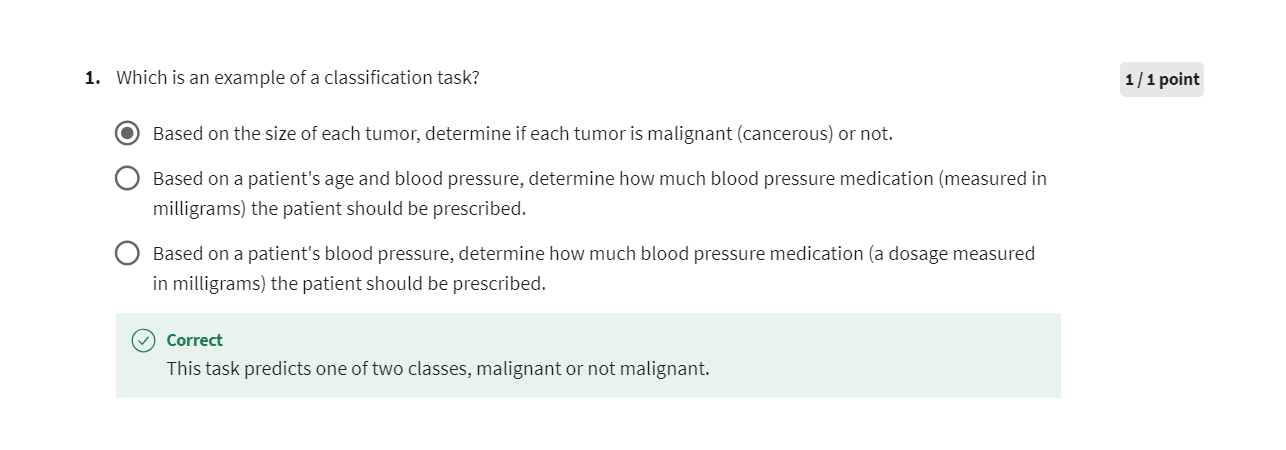 1. Which is an example of a classification task?
1 / 1 point
Based on the size of each tumor, determine if each tumor is malignant (cancerous) or not.
Based on a patient's age and blood pressure, determine how much blood pressure medication (measured in
milligrams) the patient should be prescribed.
Based on a patient's blood pressure, determine how much blood pressure medication (a dosage measured
in milligrams) the patient should be prescribed.
Correct
This task predicts one of two classes, malignant or not malignant.